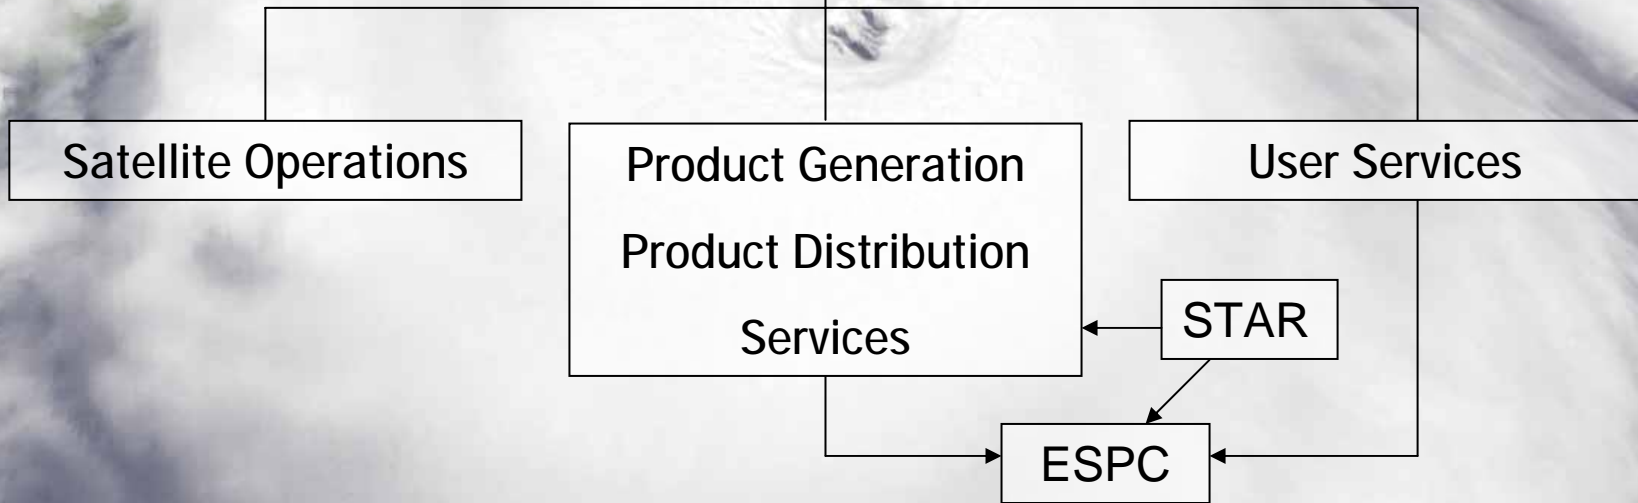 Satellite Operations
Product Generation
Product Distribution
Services
User Services
STAR
ESPC